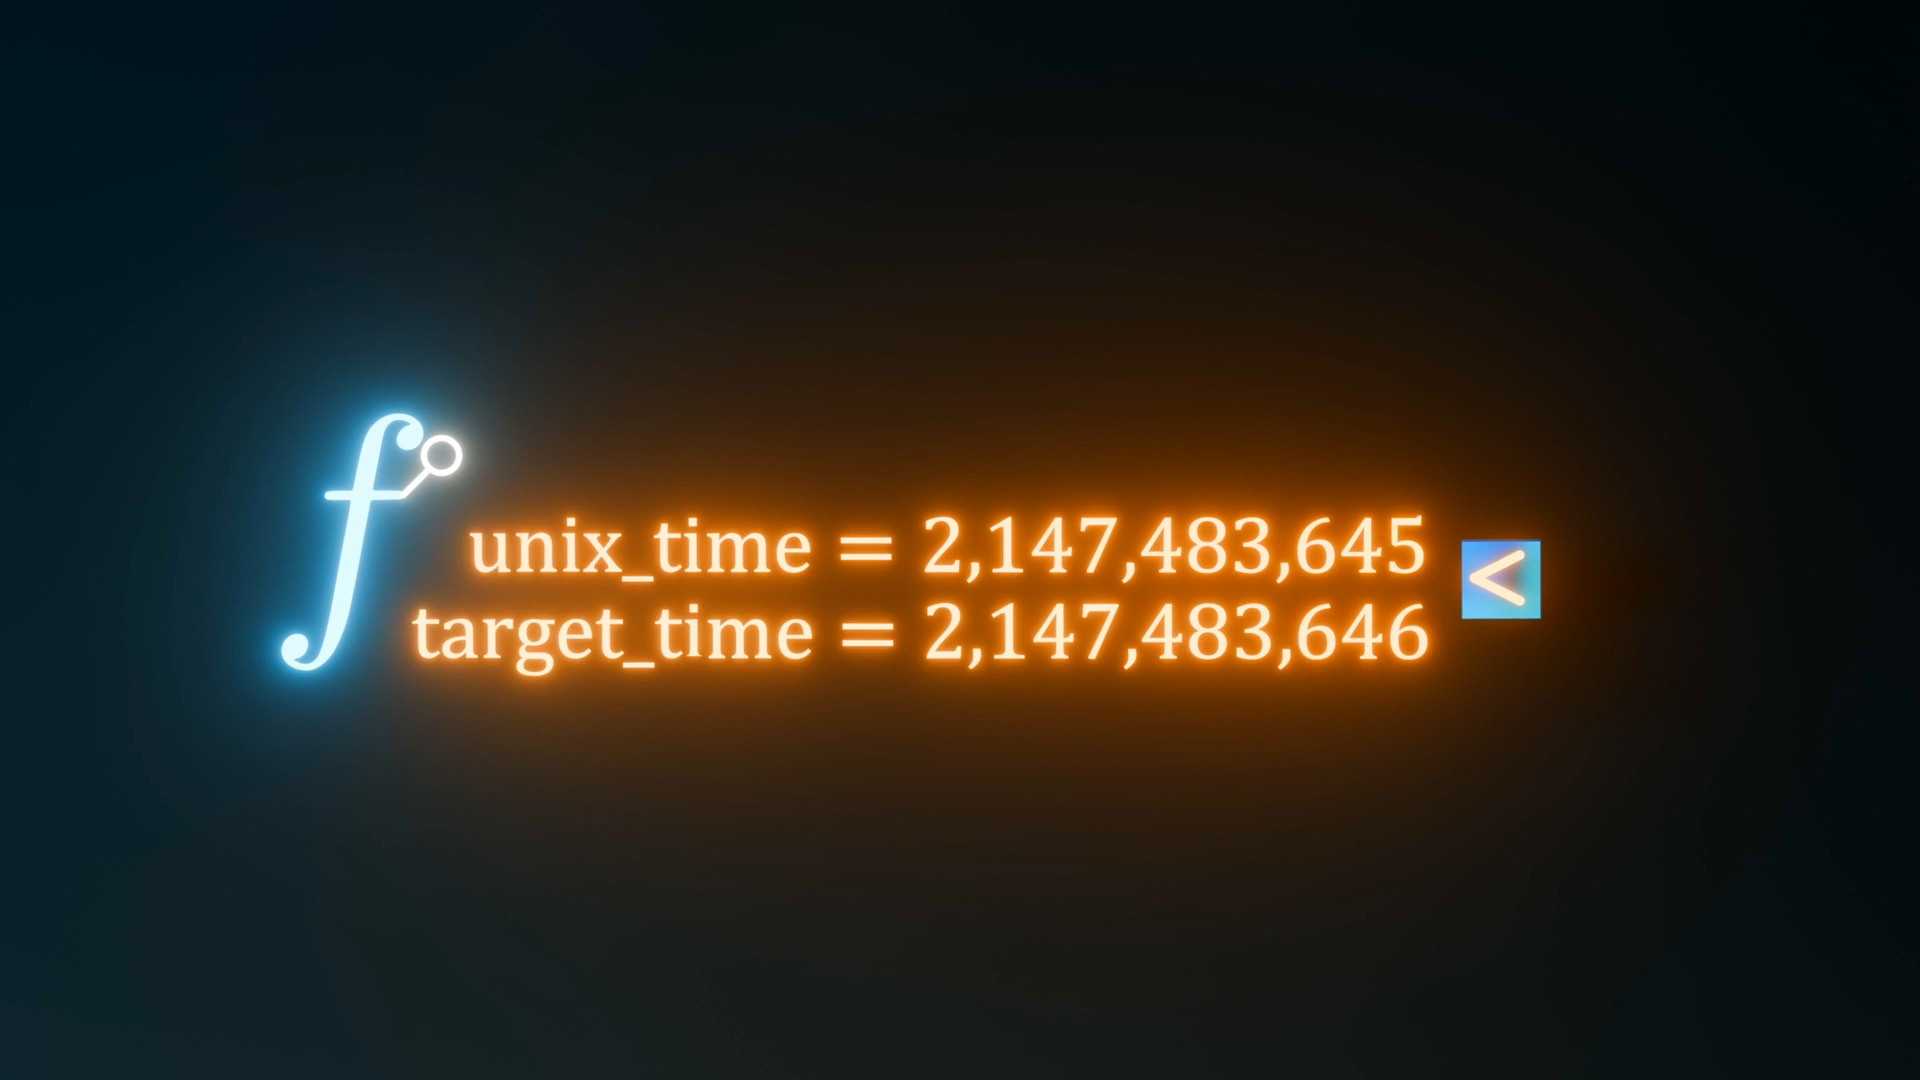 f
unix_time = 2,147,483,645 <
target_time = 2,147,483,646